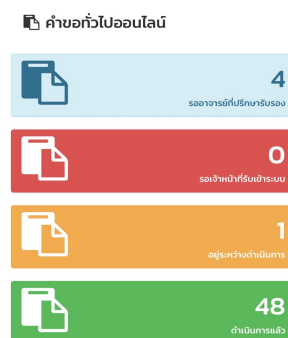 คำขอทั่วไปออนไลน์
4
รออาจารย์ที่ปรึกษารับรอง
0
รอเจ้าหน้าที่รับเข้าระบบ
1
อยู่ระหว่างดำเนินการ
48
ดำเนินการแล้ว